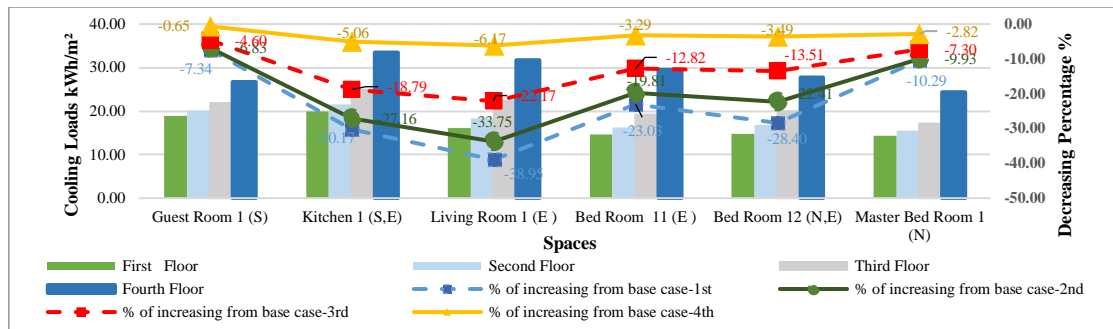 40.00
30.00
20.00
10.00
0.00
Cooling Loads kWh/m²
0.00
-10.00
-20.00
-30.00
-40.00
-50.00
Decreasing Percentage %
-0.65 -5.06 -6.17 -3.29 -3.49 -2.82
-4.60 -18.79 -22.17 -12.82 -13.51 -7.30
-6.83 -27.16 -33.75 -19.81 -22.41 -9.93
-7.34 -30.17 -38.95 -23.03 -28.40 -10.29
Guest Room 1 (S) Kitchen 1 (S,E) Living Room 1 (E ) Bed Room 11 (E ) Bed Room 12 (N,E) Master Bed Room 1
(N)
Spaces
First Floor Second Floor Third Floor
Fourth Floor % of increasing from base case-1st % of increasing from base case-2nd
% of increasing from base case-3rd % of increasing from base case-4th